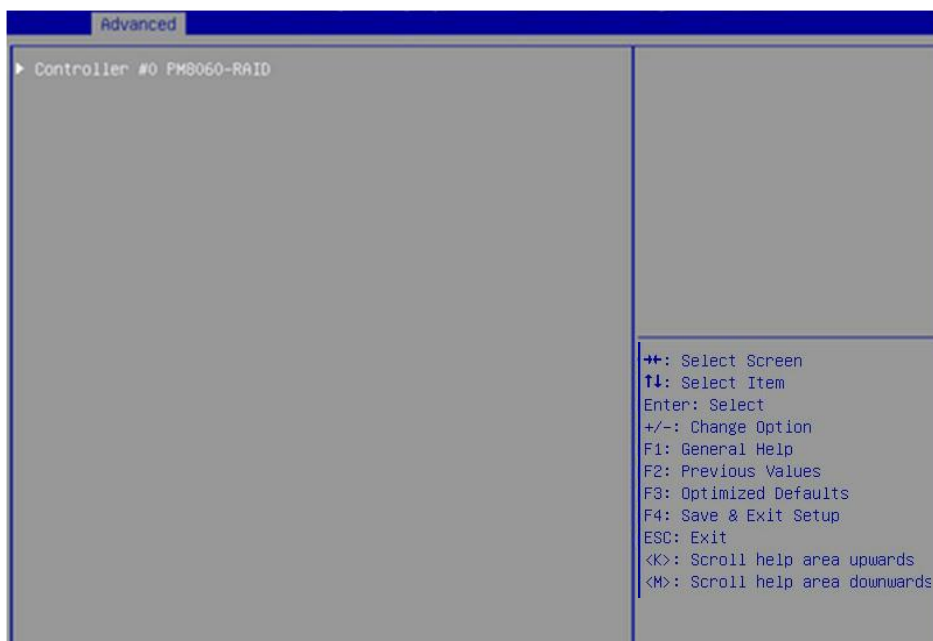 Advanced
Controller #0 PM8060-RAID
→←: Select Screen
↑↓: Select Item
Enter: Select
+/-: Change Option
F1: General Help
F2: Previous Values
F3: Optimized Defaults
F4: Save & Exit Setup
ESC: Exit
<K>: Scroll help area upwards
<M>: Scroll help area downwards